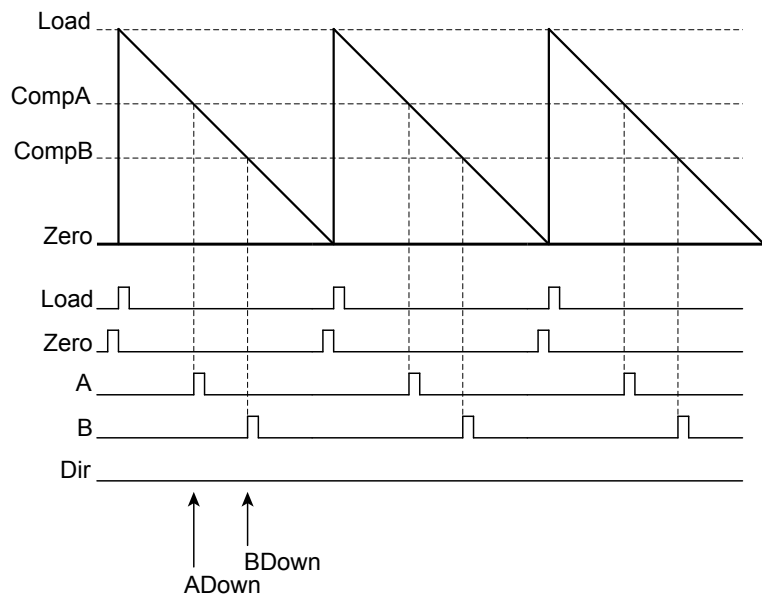 Load
CompA
CompB
Zero
Load
Zero
A
B
Dir
BDown
ADown